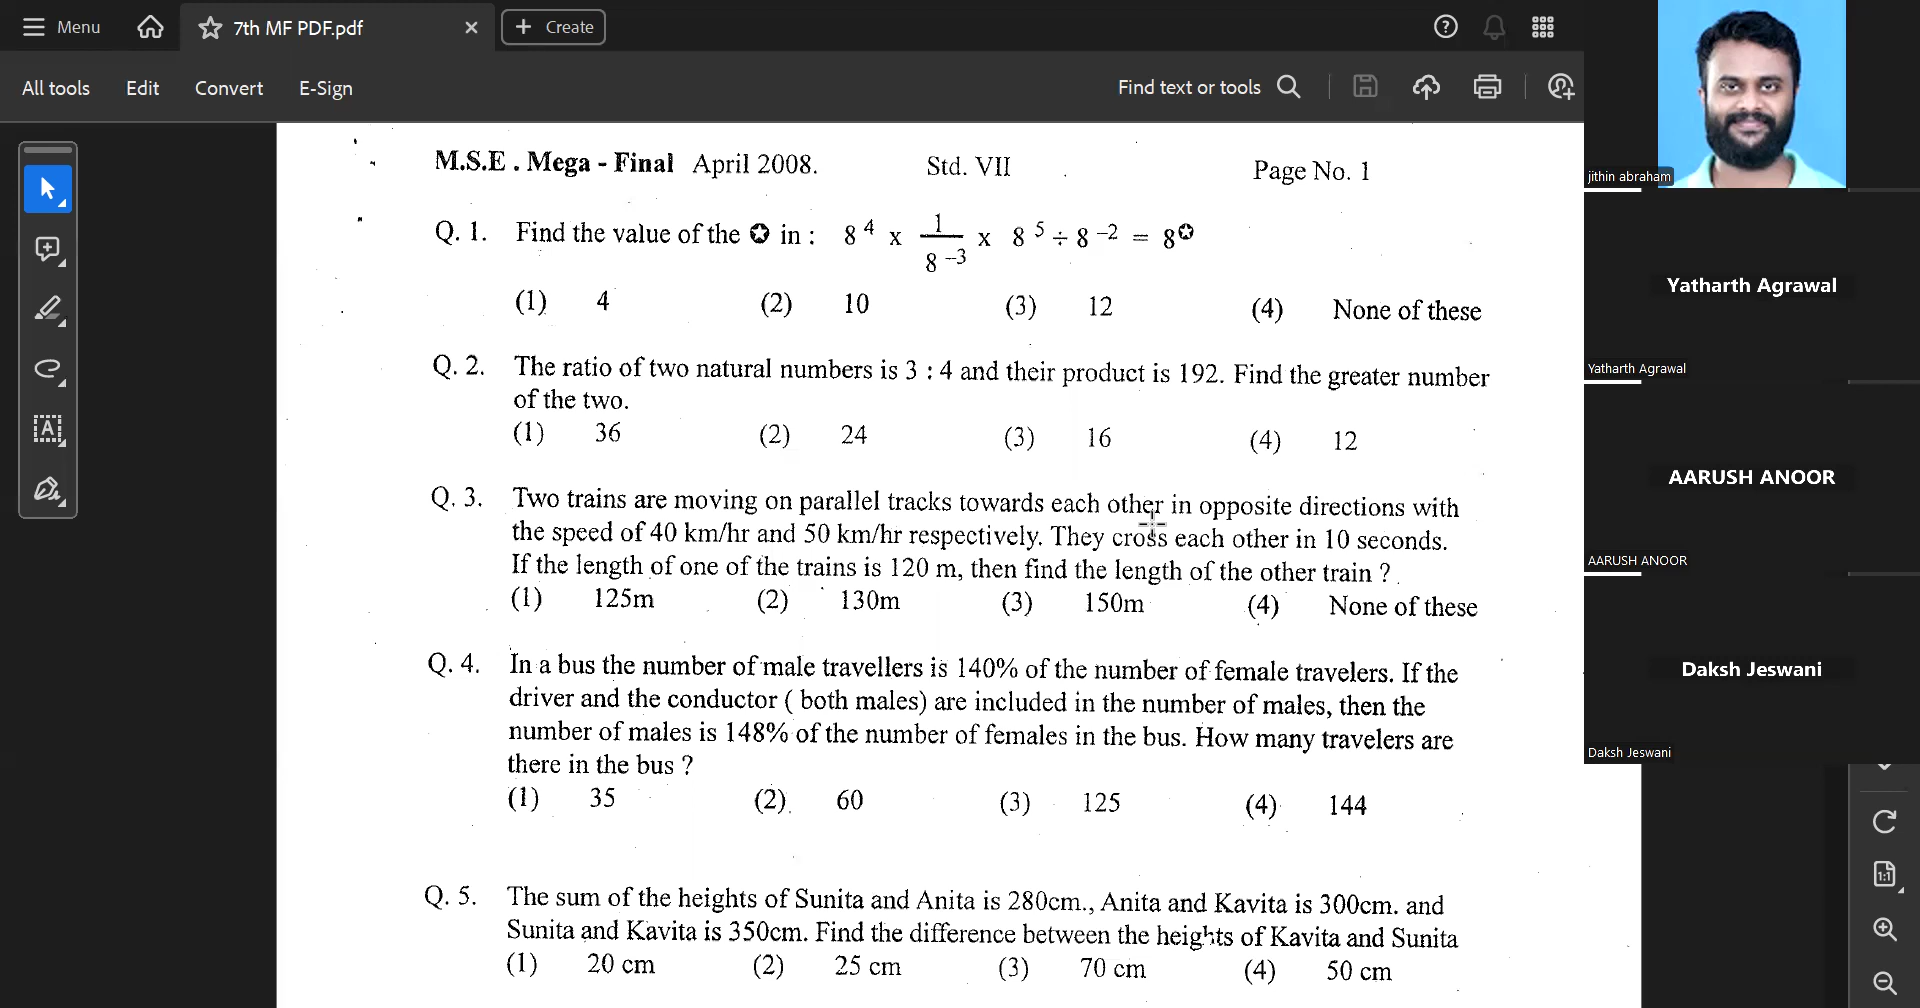 Menu
7th MF PDF.pdf
Create
All tools Edit Convert E-Sign
Find text or tools
M.S.E . Mega - Final April 2008. Std. VII Page No. 1
Q. 1. Find the value of the ✪ in : 8⁴ x 1/8⁻³ x 8⁵ ÷ 8⁻² = 8^✪
(1) 4 (2) 10 (3) 12 (4) None of these
Q. 2. The ratio of two natural numbers is 3 : 4 and their product is 192. Find the greater number
of the two.
(1) 36 (2) 24 (3) 16 (4) 12
Q. 3. Two trains are moving on parallel tracks towards each other in opposite directions with
the speed of 40 km/hr and 50 km/hr respectively. They cross each other in 10 seconds.
If the length of one of the trains is 120 m, then find the length of the other train ?
(1) 125m (2) 130m (3) 150m (4) None of these
Q. 4. In a bus the number of male travellers is 140% of the number of female travelers. If the
driver and the conductor ( both males) are included in the number of males, then the
number of males is 148% of the number of females in the bus. How many travelers are
there in the bus ?
(1) 35 (2) 60 (3) 125 (4) 144
Q. 5. The sum of the heights of Sunita and Anita is 280cm., Anita and Kavita is 300cm. and
Sunita and Kavita is 350cm. Find the difference between the heights of Kavita and Sunita
(1) 20 cm (2) 25 cm (3) 70 cm (4) 50 cm
jithin abraham
Yatharth Agrawal
Yatharth Agrawal
AARUSH ANOOR
AARUSH ANOOR
Daksh Jeswani
Daksh Jeswani
1:1